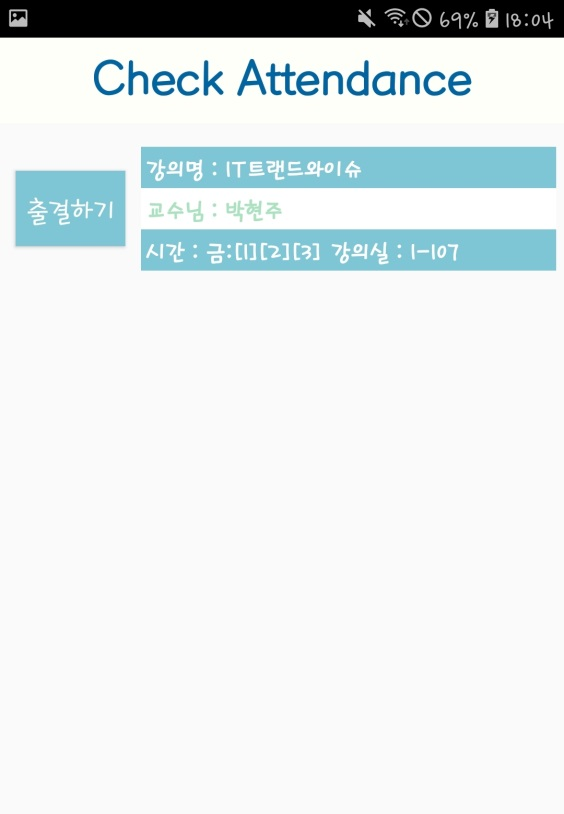 69% 18:04
Check Attendance
출결하기
강의명 : IT트랜드와이슈
교수님 : 박현주
시간 : 금:[1][2][3] 강의실 : 1-107